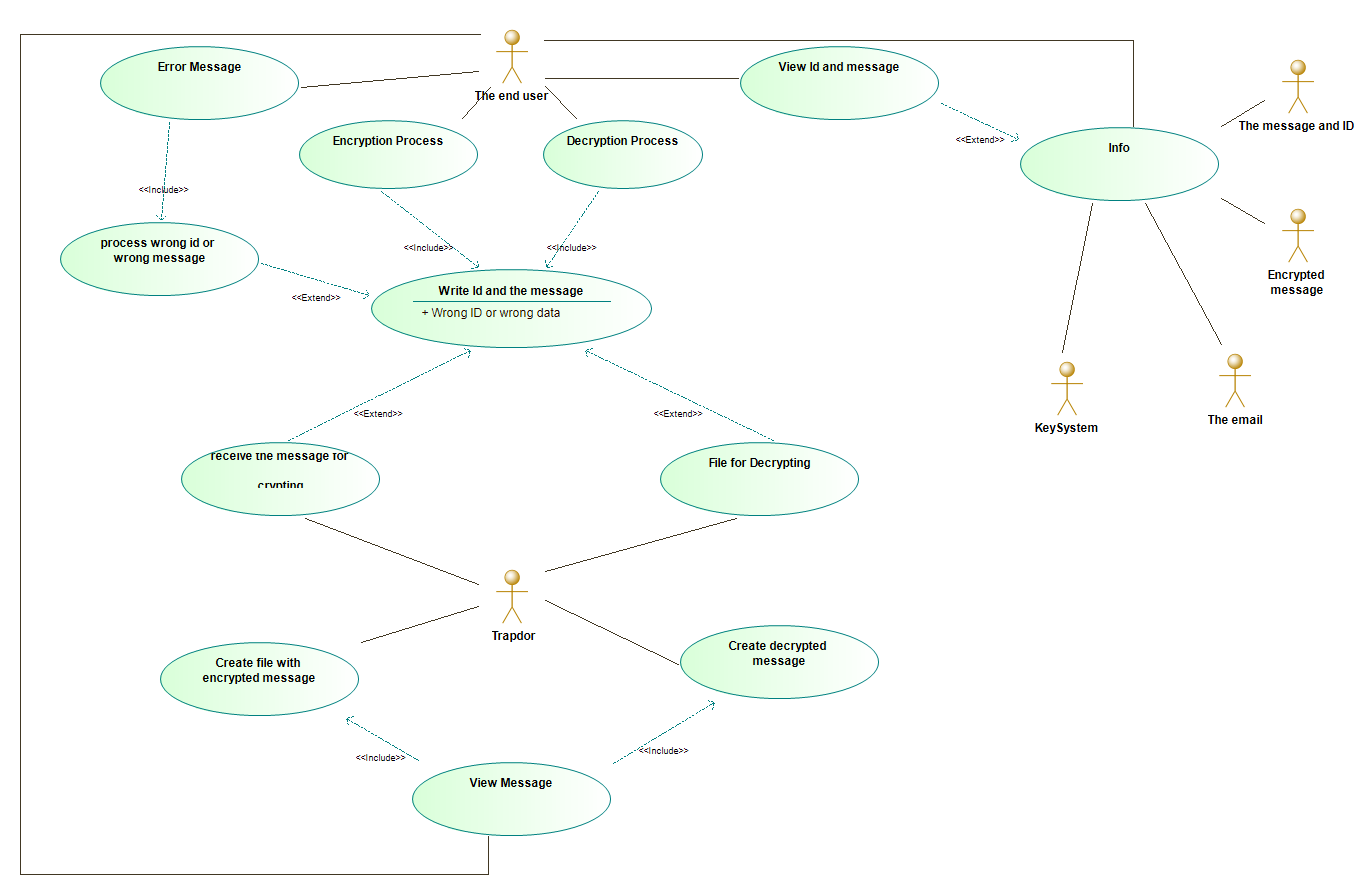 Error Message
The end user
View Id and message
The message and ID
Encryption Process
Decryption Process
<<Extend>>
Info
<<Include>>
process wrong id or
wrong message
<<Include>>
<<Include>>
Encrypted
message
<<Extend>>
Write Id and the message
+ Wrong ID or wrong data
<<Extend>>
<<Extend>>
KeySystem
The email
receive the message for
crypting
File for Decrypting
Trapdor
Create file with
encrypted message
Create decrypted
message
<<Include>>
<<Include>>
View Message